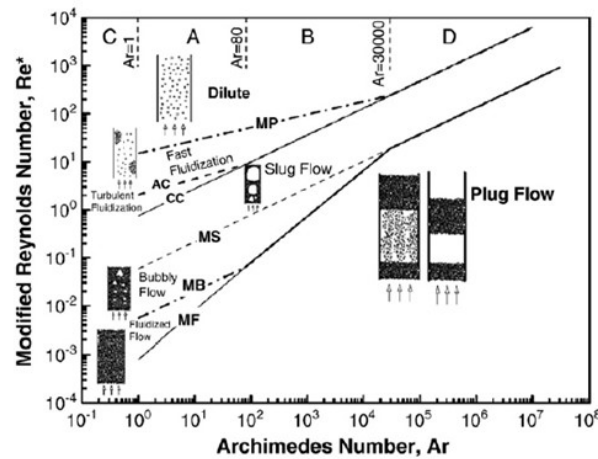 10^4
10^3
10^2
10^1
10^0
10^-1
10^-2
10^-3
10^-4
Modified Reynolds Number, Re*
C
Ar=1
A
Ar=80
B
Ar=30000
D
Dilute
MP
Fast
Fluidization
AC
CC
Turbulent
Fluidization
Slug Flow
Plug Flow
MS
Bubbly
Flow
MB
Fluidized
Flow
MF
10^-1
10^0
10^1
10^2
10^3
10^4
10^5
10^6
10^7
10^8
Archimedes Number, Ar